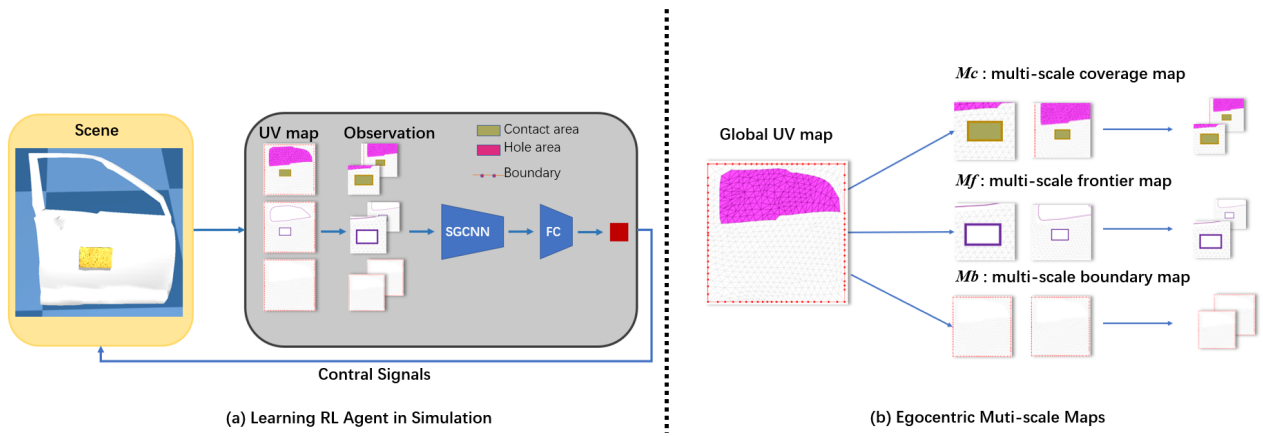 Scene
UV map
Observation
Contact area
Hole area
Boundary
SGCNN
FC
Contral Signals
(a) Learning RL Agent in Simulation
Global UV map
Mc : multi-scale coverage map
Mf : multi-scale frontier map
Mb : multi-scale boundary map
(b) Egocentric Muti-scale Maps